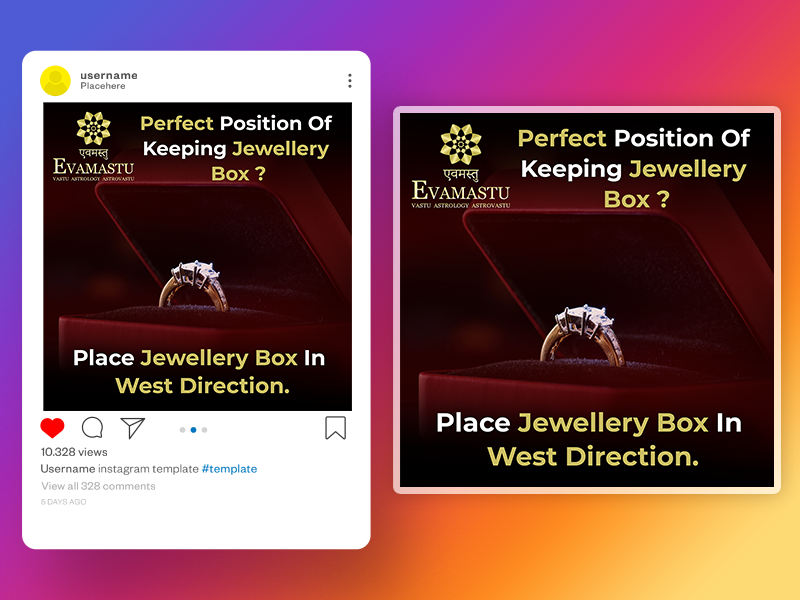 username
Placehere
एवमस्तु
EVAMASTU
VASTU ASTROLOGY ASTROVASTU
Perfect Position Of
Keeping Jewellery
Box ?
Place Jewellery Box In
West Direction.
10.328 views
Username instagram template #template
View all 328 comments
5 DAYS AGO
एवमस्तु
EVAMASTU
VASTU ASTROLOGY ASTROVASTU
Perfect Position Of
Keeping Jewellery
Box ?
Place Jewellery Box In
West Direction.